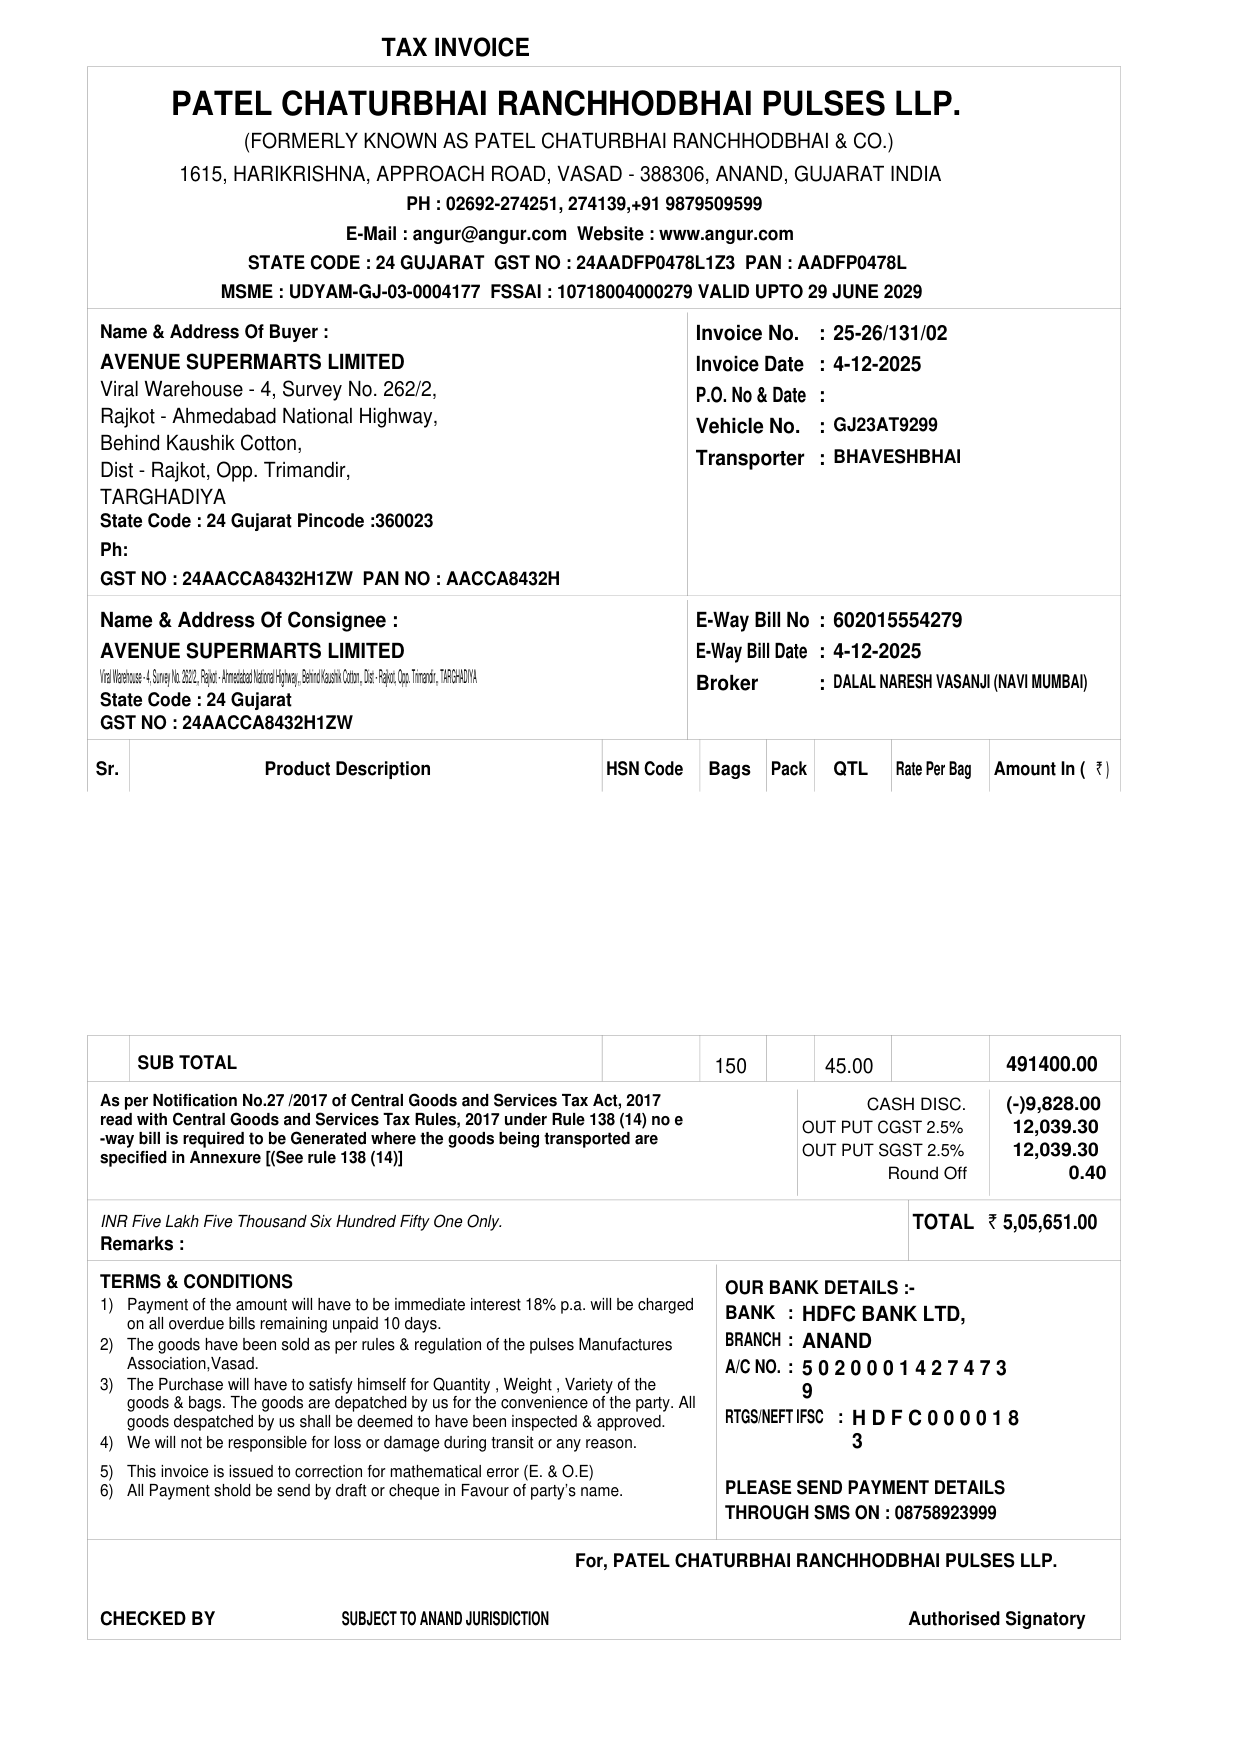 TAX INVOICE
PATEL CHATURBHAI RANCHHODBHAI PULSES LLP.
(FORMERLY KNOWN AS PATEL CHATURBHAI RANCHHODBHAI & CO.)
1615, HARIKRISHNA, APPROACH ROAD, VASAD - 388306, ANAND, GUJARAT INDIA
PH : 02692-274251, 274139,+91 9879509599
E-Mail : angur@angur.com Website : www.angur.com
STATE CODE : 24 GUJARAT GST NO : 24AADFP0478L1Z3 PAN : AADFP0478L
MSME : UDYAM-GJ-03-0004177 FSSAI : 10718004000279 VALID UPTO 29 JUNE 2029
Name & Address Of Buyer :
AVENUE SUPERMARTS LIMITED
Viral Warehouse - 4, Survey No. 262/2,
Rajkot - Ahmedabad National Highway,
Behind Kaushik Cotton,
Dist - Rajkot, Opp. Trimandir,
TARGHADIYA
State Code : 24 Gujarat Pincode :360023
Ph:
GST NO : 24AACCA8432H1ZW PAN NO : AACCA8432H
Invoice No. : 25-26/131/02
Invoice Date : 4-12-2025
P.O. No & Date :
Vehicle No. : GJ23AT9299
Transporter : BHAVESHBHAI
Name & Address Of Consignee :
AVENUE SUPERMARTS LIMITED
Viral Warehouse - 4, Survey No. 262/2,, Rajkot - Ahmedabad National Highway,, Behind Kaushik Cotton,, Dist - Rajkot, Opp. Trimandir,, TARGHADIYA
State Code : 24 Gujarat
GST NO : 24AACCA8432H1ZW
E-Way Bill No : 602015554279
E-Way Bill Date : 4-12-2025
Broker : DALAL NARESH VASANJI (NAVI MUMBAI)
Sr. Product Description HSN Code Bags Pack QTL Rate Per Bag Amount In ( ₹ )
SUB TOTAL 150 45.00 491400.00
As per Notification No.27 /2017 of Central Goods and Services Tax Act, 2017
read with Central Goods and Services Tax Rules, 2017 under Rule 138 (14) no e
-way bill is required to be Generated where the goods being transported are
specified in Annexure [(See rule 138 (14)]
CASH DISC. (-)9,828.00
OUT PUT CGST 2.5% 12,039.30
OUT PUT SGST 2.5% 12,039.30
Round Off 0.40
INR Five Lakh Five Thousand Six Hundred Fifty One Only.
Remarks :
TOTAL ₹ 5,05,651.00
TERMS & CONDITIONS
1) Payment of the amount will have to be immediate interest 18% p.a. will be charged
on all overdue bills remaining unpaid 10 days.
2) The goods have been sold as per rules & regulation of the pulses Manufactures
Association,Vasad.
3) The Purchase will have to satisfy himself for Quantity , Weight , Variety of the
goods & bags. The goods are depatched by us for the convenience of the party. All
goods despatched by us shall be deemed to have been inspected & approved.
4) We will not be responsible for loss or damage during transit or any reason.
5) This invoice is issued to correction for mathematical error (E. & O.E)
6) All Payment shold be send by draft or cheque in Favour of party's name.
OUR BANK DETAILS :-
BANK : HDFC BANK LTD,
BRANCH : ANAND
A/C NO. : 5 0 2 0 0 0 1 4 2 7 4 7 3
9
RTGS/NEFT IFSC : H D F C 0 0 0 0 1 8
3
PLEASE SEND PAYMENT DETAILS
THROUGH SMS ON : 08758923999
For, PATEL CHATURBHAI RANCHHODBHAI PULSES LLP.
CHECKED BY SUBJECT TO ANAND JURISDICTION Authorised Signatory